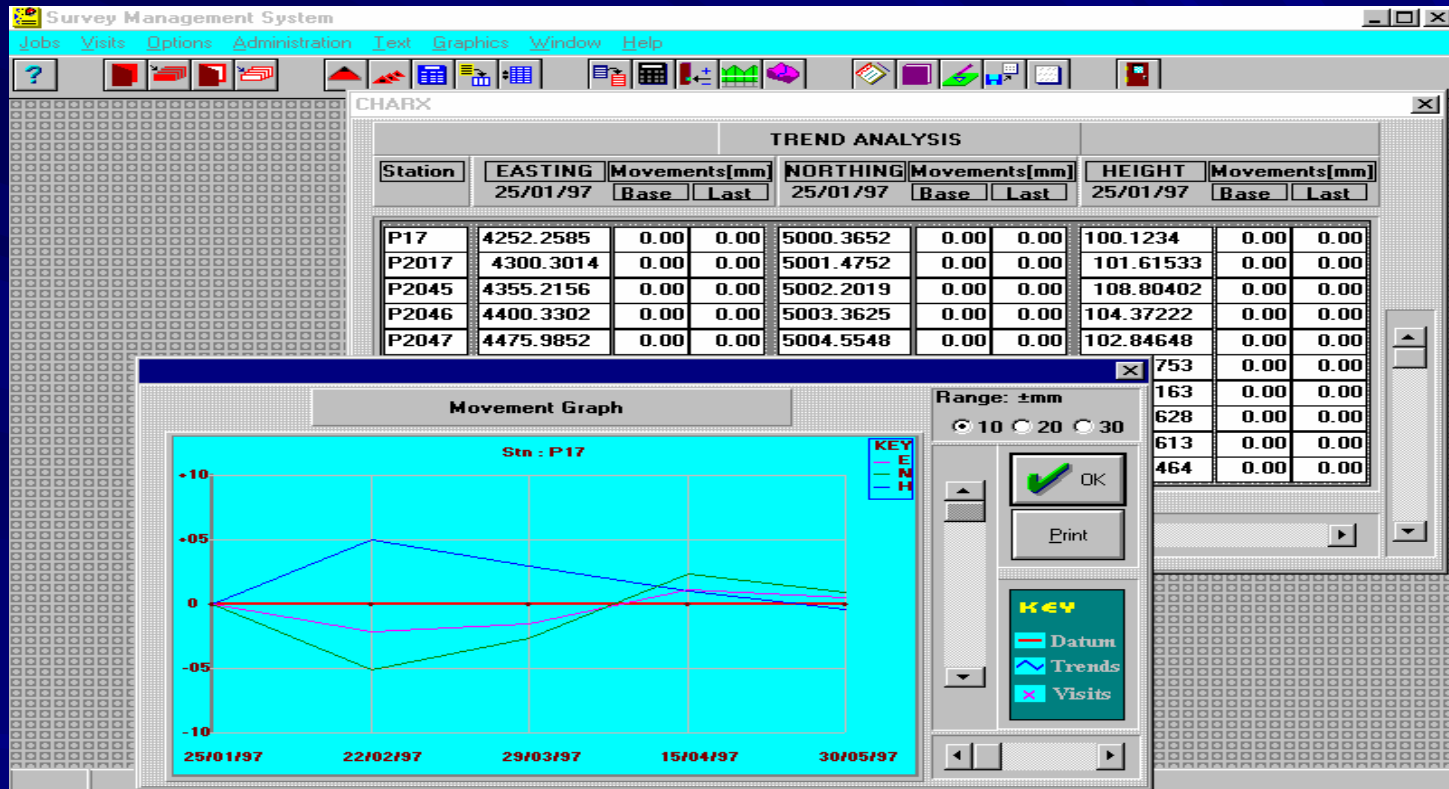 Survey Management System
Jobs Visits Options Administration Text Graphics Window Help
?
CHARX
TREND ANALYSIS
Station EASTING Movements[mm] NORTHING Movements[mm] HEIGHT Movements[mm]
25/01/97 Base Last 25/01/97 Base Last 25/01/97 Base Last
P17 4252.2585 0.00 0.00 5000.3652 0.00 0.00 100.1234 0.00 0.00
P2017 4300.3014 0.00 0.00 5001.4752 0.00 0.00 101.61533 0.00 0.00
P2045 4355.2156 0.00 0.00 5002.2019 0.00 0.00 108.80402 0.00 0.00
P2046 4400.3302 0.00 0.00 5003.3625 0.00 0.00 104.37222 0.00 0.00
P2047 4475.9852 0.00 0.00 5004.5548 0.00 0.00 102.84648 0.00 0.00
753 0.00 0.00
163 0.00 0.00
628 0.00 0.00
613 0.00 0.00
464 0.00 0.00
Movement Graph
Range: ±mm
10 20 30
Stn : P17
KEY
E
N
H
+10
+05
0
-05
-10
25/01/97 22/02/97 29/03/97 15/04/97 30/05/97
OK
Print
KEY
Datum
Trends
Visits